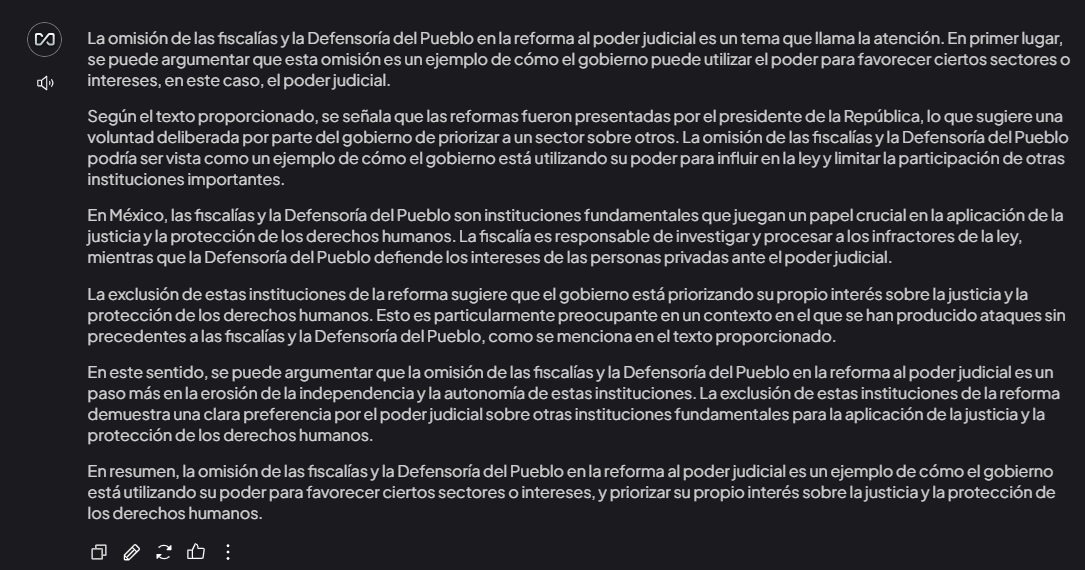 La omisión de las fiscalías y la Defensoría del Pueblo en la reforma al poder judicial es un tema que llama la atención. En primer lugar,
se puede argumentar que esta omisión es un ejemplo de cómo el gobierno puede utilizar el poder para favorecer ciertos sectores o
intereses, en este caso, el poder judicial.
Según el texto proporcionado, se señala que las reformas fueron presentadas por el presidente de la República, lo que sugiere una
voluntad deliberada por parte del gobierno de priorizar a un sector sobre otros. La omisión de las fiscalías y la Defensoría del Pueblo
podría ser vista como un ejemplo de cómo el gobierno está utilizando su poder para influir en la ley y limitar la participación de otras
instituciones importantes.
En México, las fiscalías y la Defensoría del Pueblo son instituciones fundamentales que juegan un papel crucial en la aplicación de la
justicia y la protección de los derechos humanos. La fiscalía es responsable de investigar y procesar a los infractores de la ley,
mientras que la Defensoría del Pueblo defiende los intereses de las personas privadas ante el poder judicial.
La exclusión de estas instituciones de la reforma sugiere que el gobierno está priorizando su propio interés sobre la justicia y la
protección de los derechos humanos. Esto es particularmente preocupante en un contexto en el que se han producido ataques sin
precedentes a las fiscalías y la Defensoría del Pueblo, como se menciona en el texto proporcionado.
En este sentido, se puede argumentar que la omisión de las fiscalías y la Defensoría del Pueblo en la reforma al poder judicial es un
paso más en la erosión de la independencia y la autonomía de estas instituciones. La exclusión de estas instituciones de la reforma
demuestra una clara preferencia por el poder judicial sobre otras instituciones fundamentales para la aplicación de la justicia y la
protección de los derechos humanos.
En resumen, la omisión de las fiscalías y la Defensoría del Pueblo en la reforma al poder judicial es un ejemplo de cómo el gobierno
está utilizando su poder para favorecer ciertos sectores o intereses, y priorizar su propio interés sobre la justicia y la protección de
los derechos humanos.